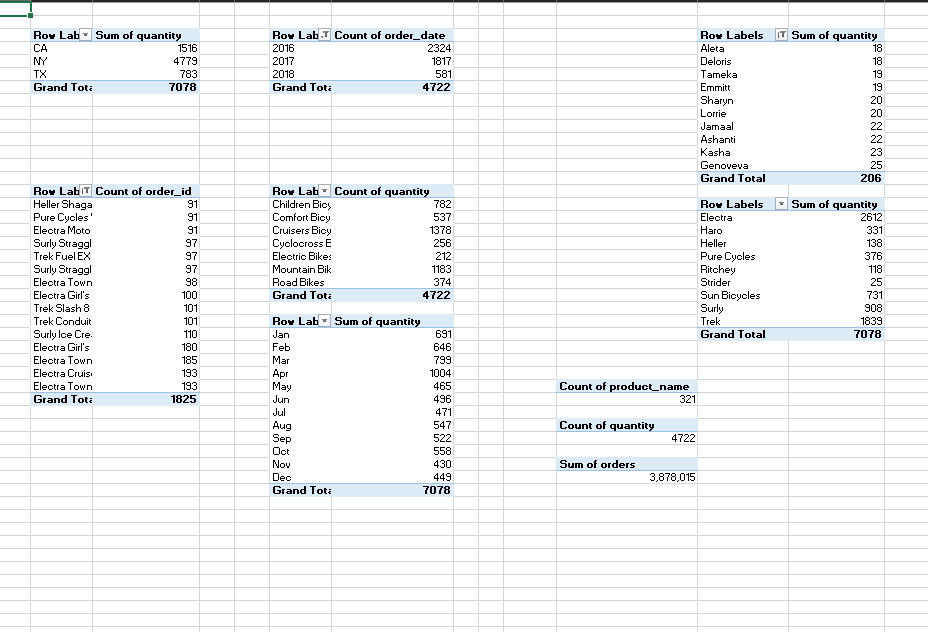 Row Lab Sum of quantity
CA 1516
NY 4779
TX 783
Grand Tota 7078
Row Lab Count of order_date
2016 2324
2017 1817
2018 581
Grand Tota 4722
Row Labels Sum of quantity
Aleta 18
Deloris 18
Tameka 19
Emmitt 19
Sharyn 20
Lorrie 20
Jamaal 22
Ashanti 22
Kasha 23
Genoveva 25
Grand Total 206
Row Lab Count of order_id
Heller Shaga 91
Pure Cycles 91
Electra Moto 91
Surly Straggl 97
Trek Fuel EX 97
Surly Straggl 97
Electra Town 98
Electra Girl's 100
Trek Slash 8 101
Trek Conduit 101
Surly Ice Cre 110
Electra Girl's 180
Electra Town 185
Electra Cruis 193
Electra Town 193
Grand Tota 1825
Row Lab Count of quantity
Children Bicy 782
Comfort Bicy 537
Cruisers Bicy 1378
Cyclocross E 256
Electric Bikes 212
Mountain Bik 1183
Road Bikes 374
Grand Tota 4722
Row Labels Sum of quantity
Electra 2612
Haro 331
Heller 138
Pure Cycles 376
Ritchey 118
Strider 25
Sun Bicycles 731
Surly 908
Trek 1839
Grand Total 7078
Row Lab Sum of quantity
Jan 691
Feb 646
Mar 799
Apr 1004
May 465
Jun 496
Jul 471
Aug 547
Sep 522
Oct 558
Nov 430
Dec 449
Grand Tota 7078
Count of product_name
321
Count of quantity
4722
Sum of orders
3,878,015